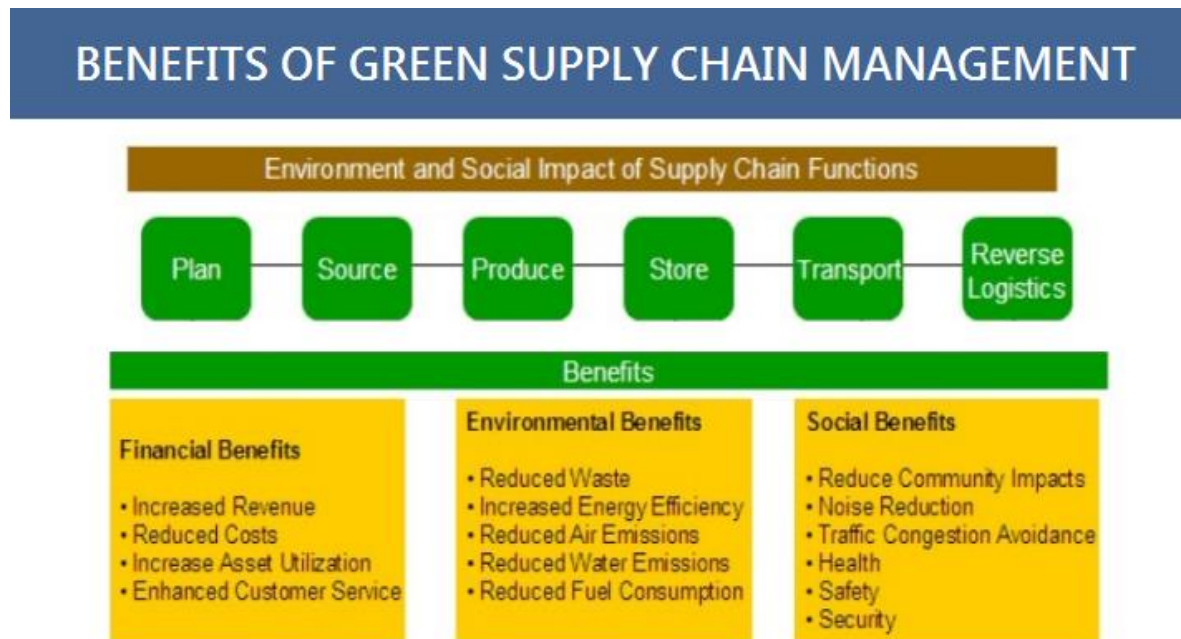 BENEFITS OF GREEN SUPPLY CHAIN MANAGEMENT
Environment and Social Impact of Supply Chain Functions
Plan
Source
Produce
Store
Transport
Reverse
Logistics
Benefits
Financial Benefits
• Increased Revenue
• Reduced Costs
• Increase Asset Utilization
• Enhanced Customer Service
Environmental Benefits
• Reduced Waste
• Increased Energy Efficiency
• Reduced Air Emissions
• Reduced Water Emissions
• Reduced Fuel Consumption
Social Benefits
• Reduce Community Impacts
• Noise Reduction
• Traffic Congestion Avoidance
• Health
• Safety
• Security